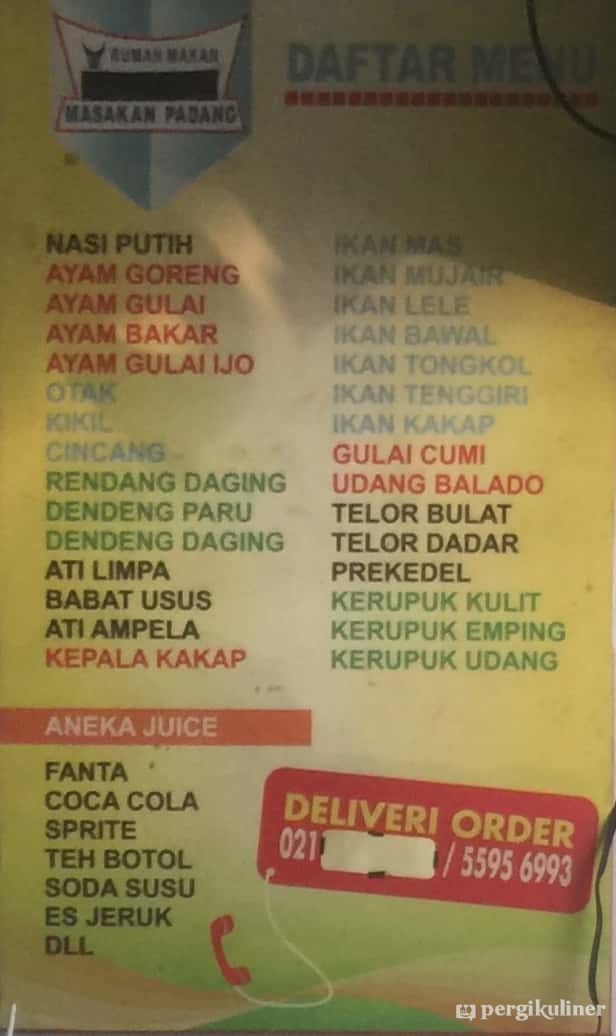 RUMAH MAKAN
MASAKAN PADANG
DAFTAR MENU
NASI PUTIH
AYAM GORENG
AYAM GULAI
AYAM BAKAR
AYAM GULAI IJO
OTAK
KIKIL
CINCANG
RENDANG DAGING
DENDENG PARU
DENDENG DAGING
ATI LIMPA
BABAT USUS
ATI AMPELA
KEPALA KAKAP
IKAN MAS
IKAN MUJAIR
IKAN LELE
IKAN BAWAL
IKAN TONGKOL
IKAN TENGGIRI
IKAN KAKAP
GULAI CUMI
UDANG BALADO
TELOR BULAT
TELOR DADAR
PREKEDEL
KERUPUK KULIT
KERUPUK EMPING
KERUPUK UDANG
ANEKA JUICE
FANTA
COCA COLA
SPRITE
TEH BOTOL
SODA SUSU
ES JERUK
DLL
DELIVERI ORDER
021 / 5595 6993
pergikuliner